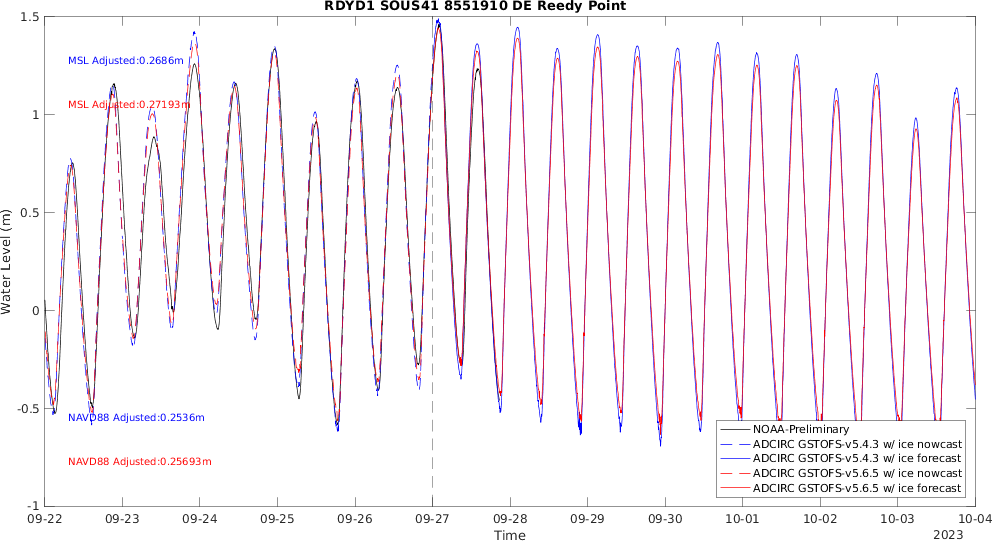 RDYD1 SOUS41 8551910 DE Reedy Point
1.5
1
0.5
0
-0.5
-1
Water Level (m)
MSL Adjusted:0.2686m
MSL Adjusted:0.27193m
NAVD88 Adjusted:0.2536m
NAVD88 Adjusted:0.25693m
NOAA-Preliminary
ADCIRC GSTOFS-v5.4.3 w/ ice nowcast
ADCIRC GSTOFS-v5.4.3 w/ ice forecast
ADCIRC GSTOFS-v5.6.5 w/ ice nowcast
ADCIRC GSTOFS-v5.6.5 w/ ice forecast
09-22 09-23 09-24 09-25 09-26 09-27 09-28 09-29 09-30 10-01 10-02 10-03 10-04
Time
2023